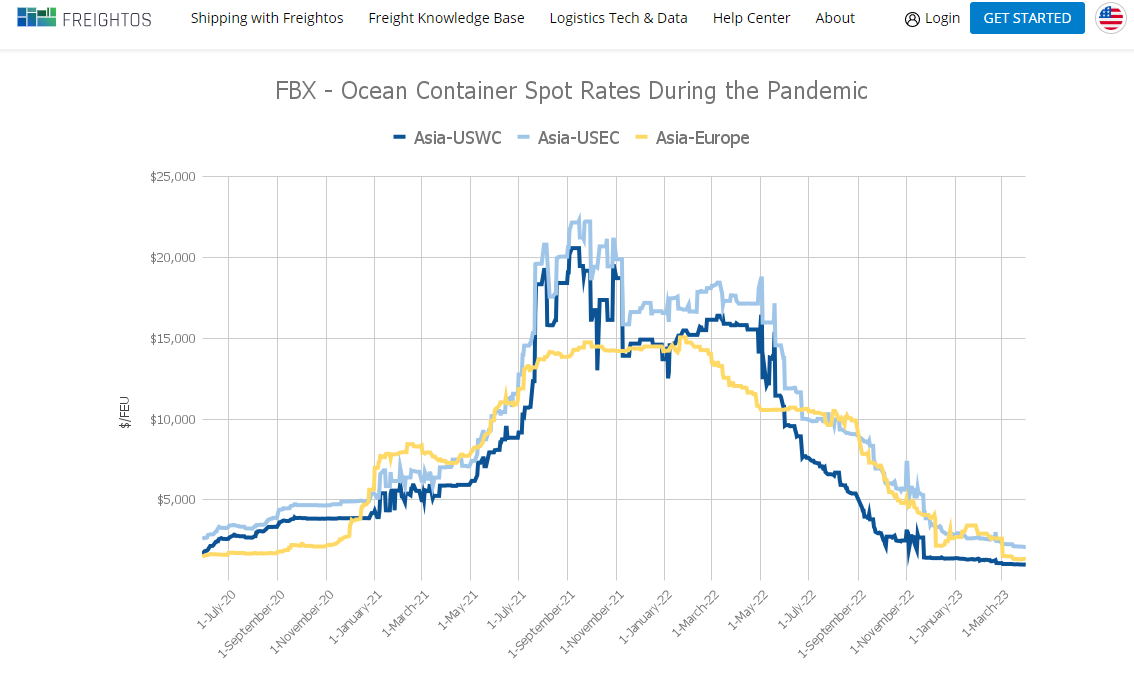 FREIGHTOS
Shipping with Freightos Freight Knowledge Base Logistics Tech & Data Help Center About Login GET STARTED
FBX - Ocean Container Spot Rates During the Pandemic
Asia-USWC Asia-USEC Asia-Europe
$/FEU
$25,000
$20,000
$15,000
$10,000
$5,000
1-July-20
1-September-20
1-November-20
1-January-21
1-March-21
1-May-21
1-July-21
1-September-21
1-November-21
1-January-22
1-March-22
1-May-22
1-July-22
1-September-22
1-November-22
1-January-23
1-March-23